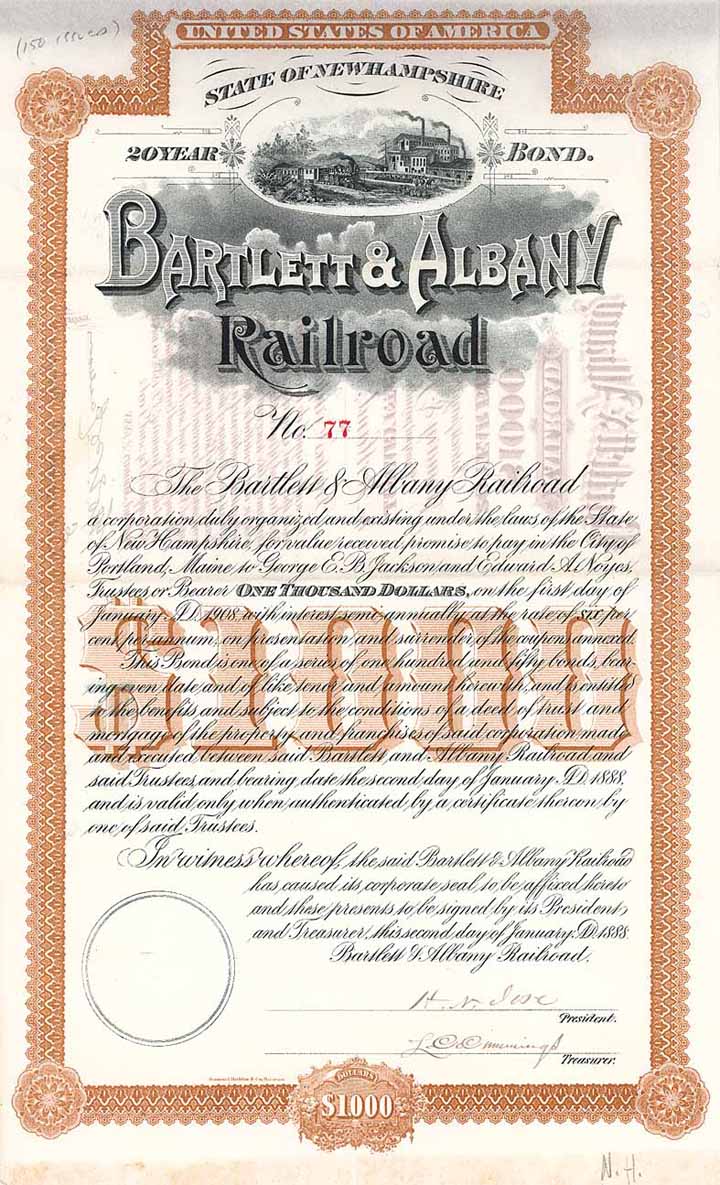 (150 issued)
UNITED STATES OF AMERICA
STATE OF NEW HAMPSHIRE
20 YEAR BOND.
BARTLETT & ALBANY
Railroad
No. 77
The Bartlett & Albany Railroad
a corporation duly organized and existing under the laws of the State
of New Hampshire, for value received promise to pay in the City of
Portland, Maine to George E. B. Jackson and Edward A. Noyes,
Trustees or Bearer ONE THOUSAND DOLLARS, on the first day of
January A.D. 1908, with interest semi-annually at the rate of six per
cent per annum, on presentation and surrender of the coupons annexed.
This Bond is one of a series of one hundred and fifty bonds, bear-
ing even date and of like tenor and amount herewith, and is entitled
to the benefits and subject to the conditions of a deed of trust and
mortgage of the property and franchises of said corporation made
and executed between said Bartlett and Albany Railroad and
said Trustees, and bearing date the second day of January A.D. 1888,
and is valid only when authenticated by a certificate thereon by
one of said Trustees.
$1000
In witness whereof, the said Bartlett & Albany Railroad
has caused its corporate seal to be affixed hereto
and these presents to be signed by its President
and Treasurer, this second day of January A.D. 1888.
Bartlett & Albany Railroad.
H. N. Jose
President.
L C Cummings
Treasurer.
DOLLARS
$1000
N.H.